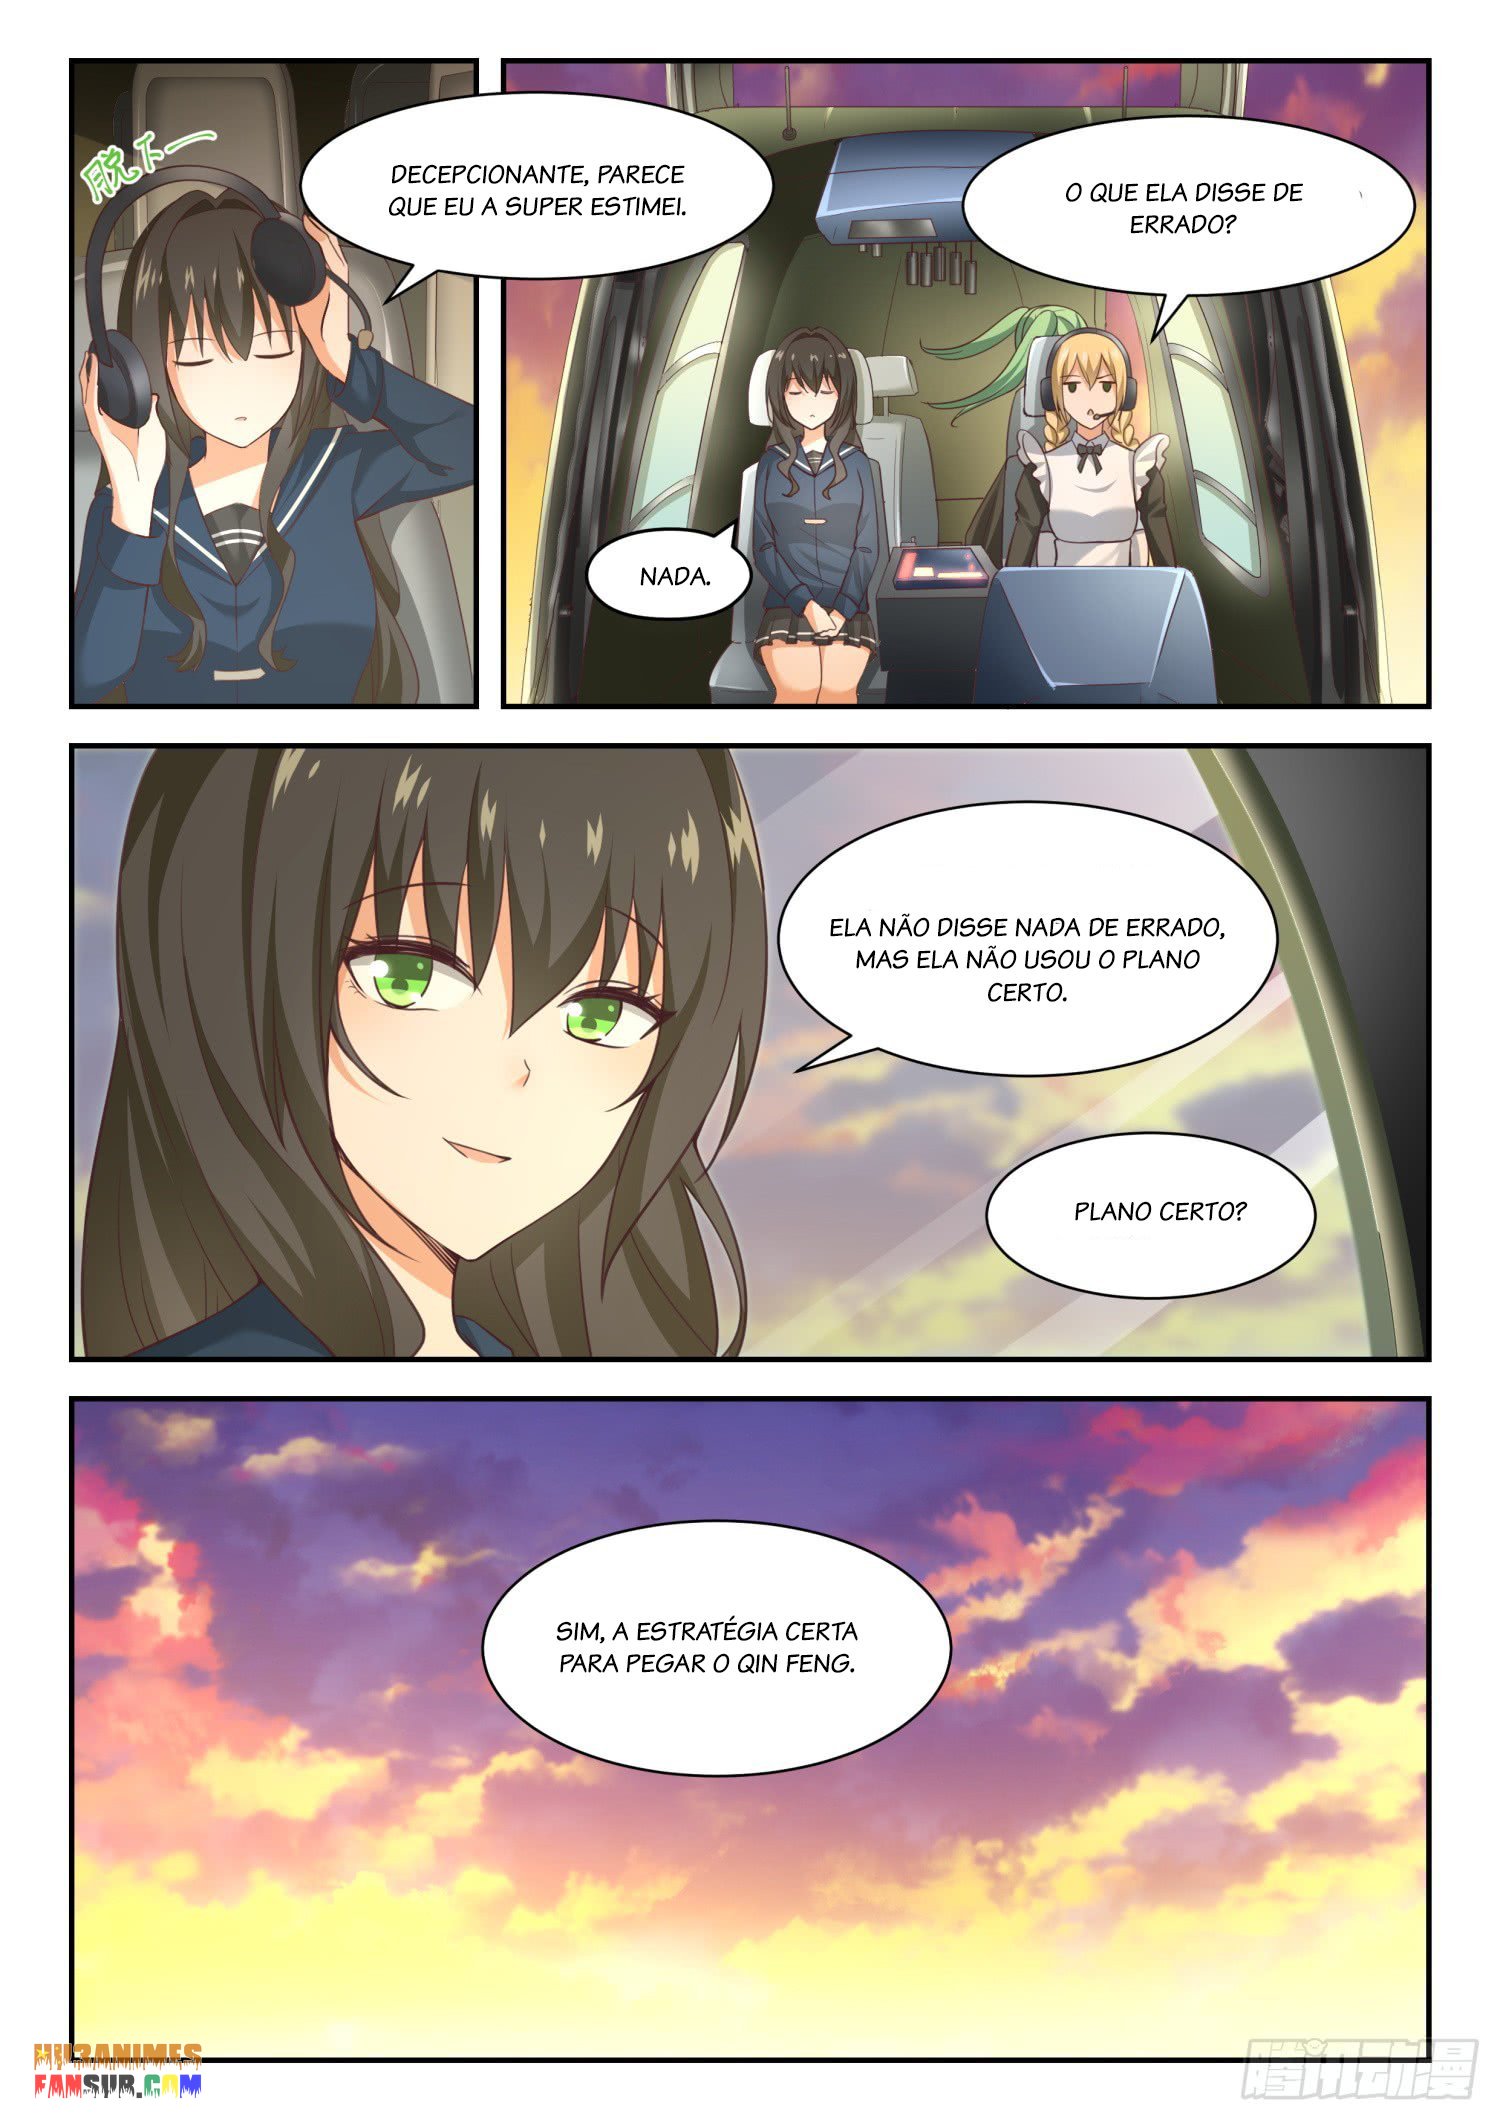 脱下一
DECEPCIONANTE, PARECE
QUE EU A SUPER ESTIMEI.
O QUE ELA DISSE DE
ERRADO?
NADA.
ELA NÃO DISSE NADA DE ERRADO,
MAS ELA NÃO USOU O PLANO
CERTO.
PLANO CERTO?
SIM, A ESTRATÉGIA CERTA
PARA PEGAR O QIN FENG.
HU3ANIMES
FANSUB.COM
腾讯动漫